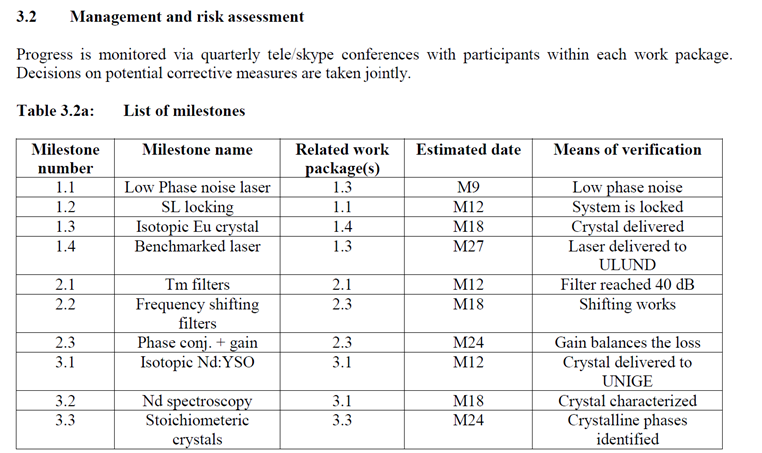 3.2 Management and risk assessment
Progress is monitored via quarterly tele/skype conferences with participants within each work package.
Decisions on potential corrective measures are taken jointly.
Table 3.2a: List of milestones
Milestone number | Milestone name | Related work package(s) | Estimated date | Means of verification
1.1 | Low Phase noise laser | 1.3 | M9 | Low phase noise
1.2 | SL locking | 1.1 | M12 | System is locked
1.3 | Isotopic Eu crystal | 1.4 | M18 | Crystal delivered
1.4 | Benchmarked laser | 1.3 | M27 | Laser delivered to ULUND
2.1 | Tm filters | 2.1 | M12 | Filter reached 40 dB
2.2 | Frequency shifting filters | 2.3 | M18 | Shifting works
2.3 | Phase conj. + gain | 2.3 | M24 | Gain balances the loss
3.1 | Isotopic Nd:YSO | 3.1 | M12 | Crystal delivered to UNIGE
3.2 | Nd spectroscopy | 3.1 | M18 | Crystal characterized
3.3 | Stoichiometeric crystals | 3.3 | M24 | Crystalline phases identified